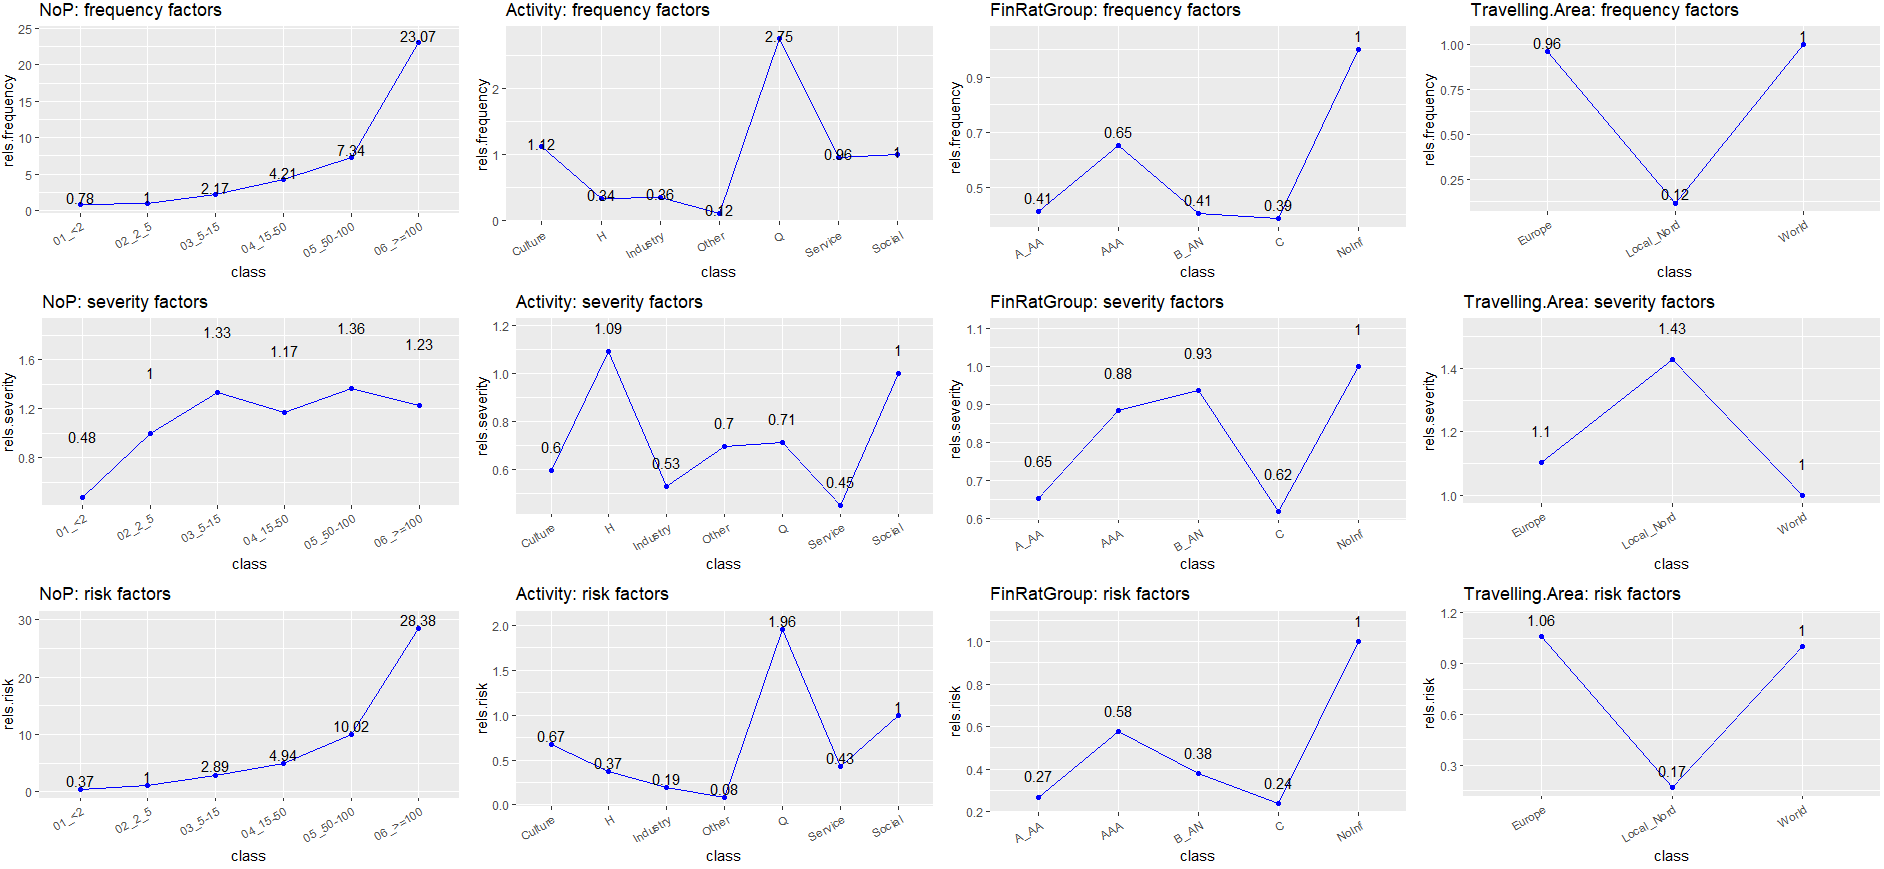 NoP: frequency factors
rels.frequency
25
20
15
10
5
0
0.78
1
2.17
4.21
7.34
23.07
01_<2
02_2_5
03_5-15
04_15-50
05_50-100
06_>=100
class
Activity: frequency factors
rels.frequency
2
1
0
1.12
0.34
0.36
0.12
2.75
0.96
1
Culture
H
Industry
Other
Q
Service
Social
class
FinRatGroup: frequency factors
rels.frequency
0.9
0.7
0.5
0.41
0.65
0.41
0.39
1
A_AA
AAA
B_AN
C
NoInf
class
Travelling.Area: frequency factors
rels.frequency
1.00
0.75
0.50
0.25
0.96
0.12
1
Europe
Local_Nord
World
class
NoP: severity factors
rels.severity
1.6
1.2
0.8
0.48
1
1.33
1.17
1.36
1.23
01_<2
02_2_5
03_5-15
04_15-50
05_50-100
06_>=100
class
Activity: severity factors
rels.severity
1.2
1.0
0.8
0.6
0.6
1.09
0.53
0.7
0.71
0.45
1
Culture
H
Industry
Other
Q
Service
Social
class
FinRatGroup: severity factors
rels.severity
1.1
1.0
0.9
0.8
0.7
0.6
0.65
0.88
0.93
0.62
1
A_AA
AAA
B_AN
C
NoInf
class
Travelling.Area: severity factors
rels.severity
1.4
1.2
1.0
1.1
1.43
1
Europe
Local_Nord
World
class
NoP: risk factors
rels.risk
30
20
10
0
0.37
1
2.89
4.94
10.02
28.38
01_<2
02_2_5
03_5-15
04_15-50
05_50-100
06_>=100
class
Activity: risk factors
rels.risk
2.0
1.5
1.0
0.5
0.0
0.67
0.37
0.19
0.08
1.96
0.43
1
Culture
H
Industry
Other
Q
Service
Social
class
FinRatGroup: risk factors
rels.risk
1.0
0.8
0.6
0.4
0.2
0.27
0.58
0.38
0.24
1
A_AA
AAA
B_AN
C
NoInf
class
Travelling.Area: risk factors
rels.risk
1.2
0.9
0.6
0.3
1.06
0.17
1
Europe
Local_Nord
World
class